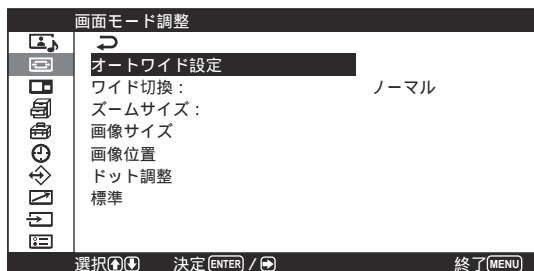 画面モード調整
オートワイド設定
ワイド切換： ノーマル
ズームサイズ：
画像サイズ
画像位置
ドット調整
標準
選択 決定 ENTER / 終了 MENU